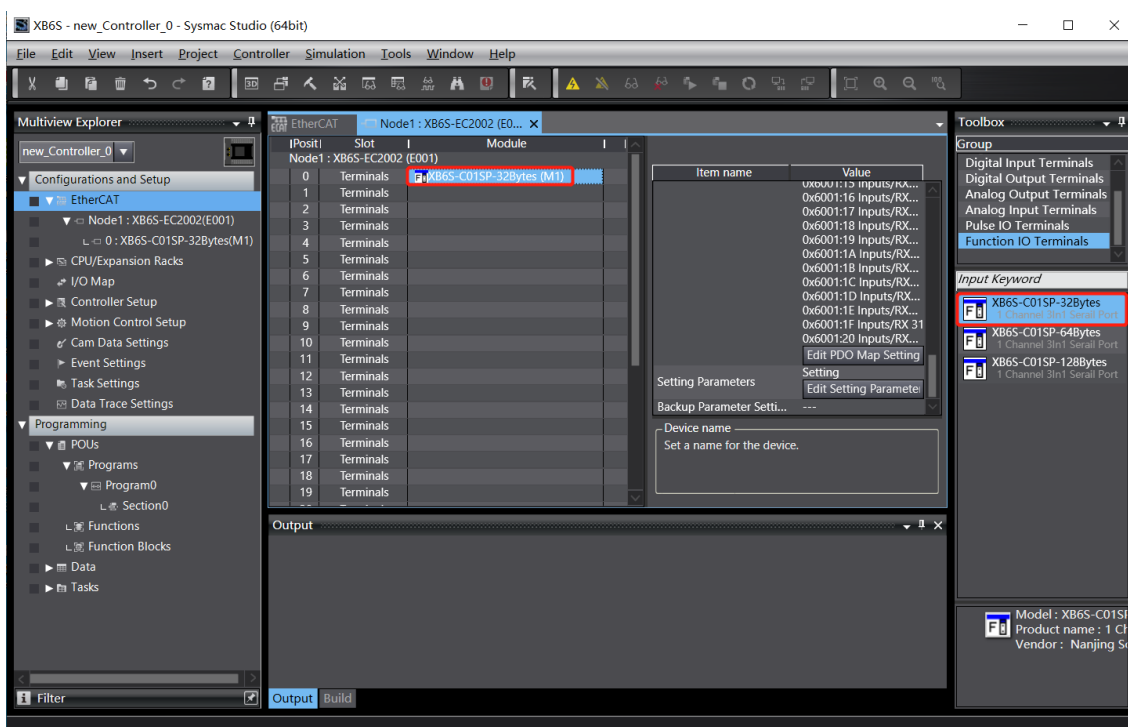 XB6S - new_Controller_0 - Sysmac Studio (64bit)
File Edit View Insert Project Controller Simulation Tools Window Help
Multiview Explorer
new_Controller_0
Configurations and Setup
EtherCAT
Node1 : XB6S-EC2002(E001)
0 : XB6S-C01SP-32Bytes(M1)
CPU/Expansion Racks
I/O Map
Controller Setup
Motion Control Setup
Cam Data Settings
Event Settings
Task Settings
Data Trace Settings
Programming
POUs
Programs
Program0
Section0
Functions
Function Blocks
Data
Tasks
Filter
EtherCAT Node1 : XB6S-EC2002 (E0...
Posit Slot Module
Node1 : XB6S-EC2002 (E001)
0 Terminals XB6S-C01SP-32Bytes (M1)
1 Terminals
2 Terminals
3 Terminals
4 Terminals
5 Terminals
6 Terminals
7 Terminals
8 Terminals
9 Terminals
10 Terminals
11 Terminals
12 Terminals
13 Terminals
14 Terminals
15 Terminals
16 Terminals
17 Terminals
18 Terminals
19 Terminals
Item name Value
0x6001:15 Inputs/RX...
0x6001:16 Inputs/RX...
0x6001:17 Inputs/RX...
0x6001:18 Inputs/RX...
0x6001:19 Inputs/RX...
0x6001:1A Inputs/RX...
0x6001:1B Inputs/RX...
0x6001:1C Inputs/RX...
0x6001:1D Inputs/RX...
0x6001:1E Inputs/RX...
0x6001:1F Inputs/RX 31
0x6001:20 Inputs/RX...
Edit PDO Map Setting
Setting Parameters Setting
Edit Setting Paramete
Backup Parameter Setti... ---
Device name
Set a name for the device.
Output
Output Build
Toolbox
Group
Digital Input Terminals
Digital Output Terminals
Analog Output Terminals
Analog Input Terminals
Pulse IO Terminals
Function IO Terminals
Input Keyword
XB6S-C01SP-32Bytes
1 Channel 3In1 Serail Port
XB6S-C01SP-64Bytes
1 Channel 3In1 Serail Port
XB6S-C01SP-128Bytes
1 Channel 3In1 Serail Port
Model : XB6S-C01S
Product name : 1 Ch
Vendor : Nanjing S